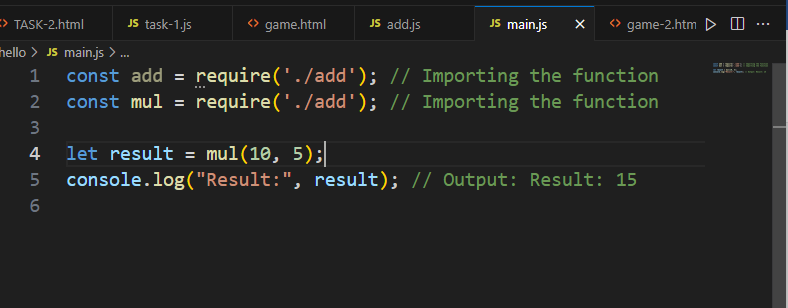 <> TASK-2.html JS task-1.js <> game.html JS add.js JS main.js <> game-2.htm
hello > JS main.js > ...
1 const add = require('./add'); // Importing the function
2 const mul = require('./add'); // Importing the function
3
4 let result = mul(10, 5);
5 console.log("Result:", result); // Output: Result: 15
6